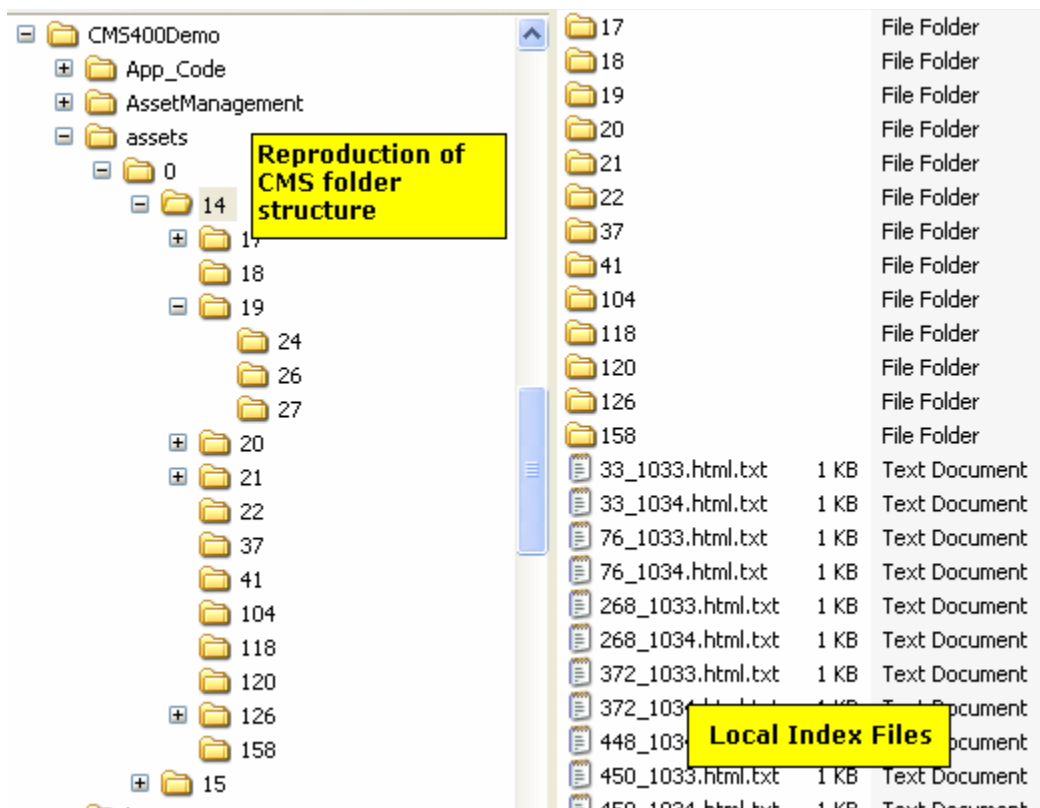 CMS400Demo
App_Code
AssetManagement
assets
0
14
17
18
19
24
26
27
20
21
22
37
41
104
118
120
126
158
15
Reproduction of
CMS folder
structure
17 File Folder
18 File Folder
19 File Folder
20 File Folder
21 File Folder
22 File Folder
37 File Folder
41 File Folder
104 File Folder
118 File Folder
120 File Folder
126 File Folder
158 File Folder
33_1033.html.txt 1 KB Text Document
33_1034.html.txt 1 KB Text Document
76_1033.html.txt 1 KB Text Document
76_1034.html.txt 1 KB Text Document
268_1033.html.txt 1 KB Text Document
268_1034.html.txt 1 KB Text Document
372_1033.html.txt 1 KB Text Document
Local Index Files
450_1033.html.txt 1 KB Text Document